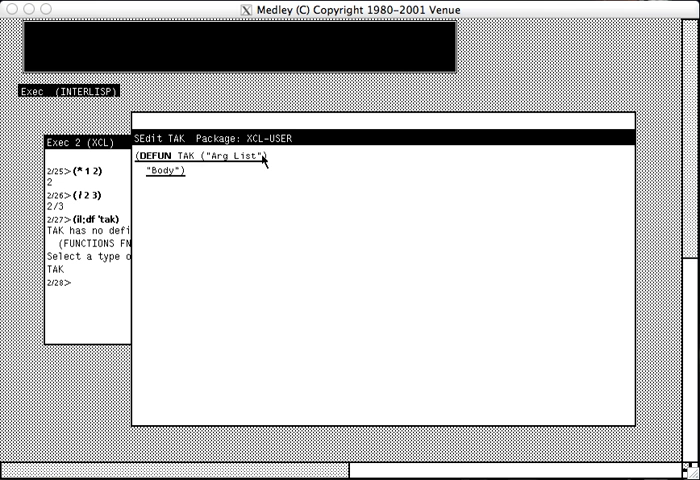 Medley (C) Copyright 1980-2001 Venue
Exec (INTERLISP)
Exec 2 (XCL)
2/25> (* 1 2)
2
2/26> (/ 2 3)
2/3
2/27> (il:df 'tak)
TAK has no defi
(FUNCTIONS FN
Select a type o
TAK
2/28>
SEdit TAK Package: XCL-USER
(DEFUN TAK ("Arg List")
"Body")